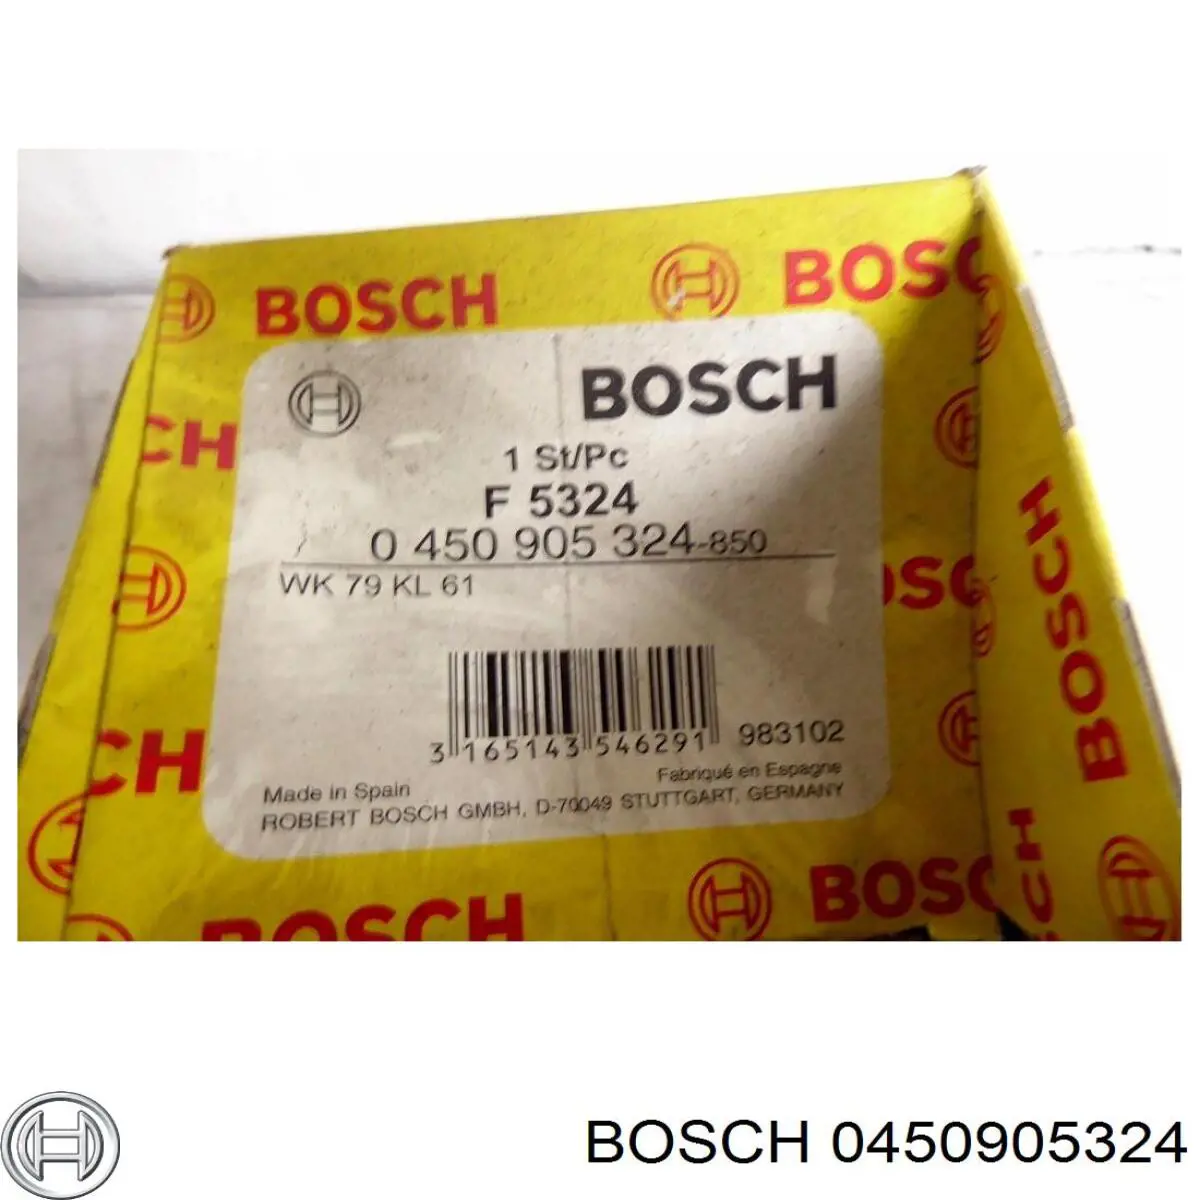 BOSCH
BOSC
CH
BOSCH
1 St/Pc
F 5324
0 450 905 324-850
WK 79 KL 61
OSC
BOSCH
3 165143 546291
983102
CH
Made in Spain
Fabriqué en Espagne
ROBERT BOSCH GMBH, D-70049 STUTTGART, GERMANY
CH
BOSC
BOSCH
BOSCH 0450905324